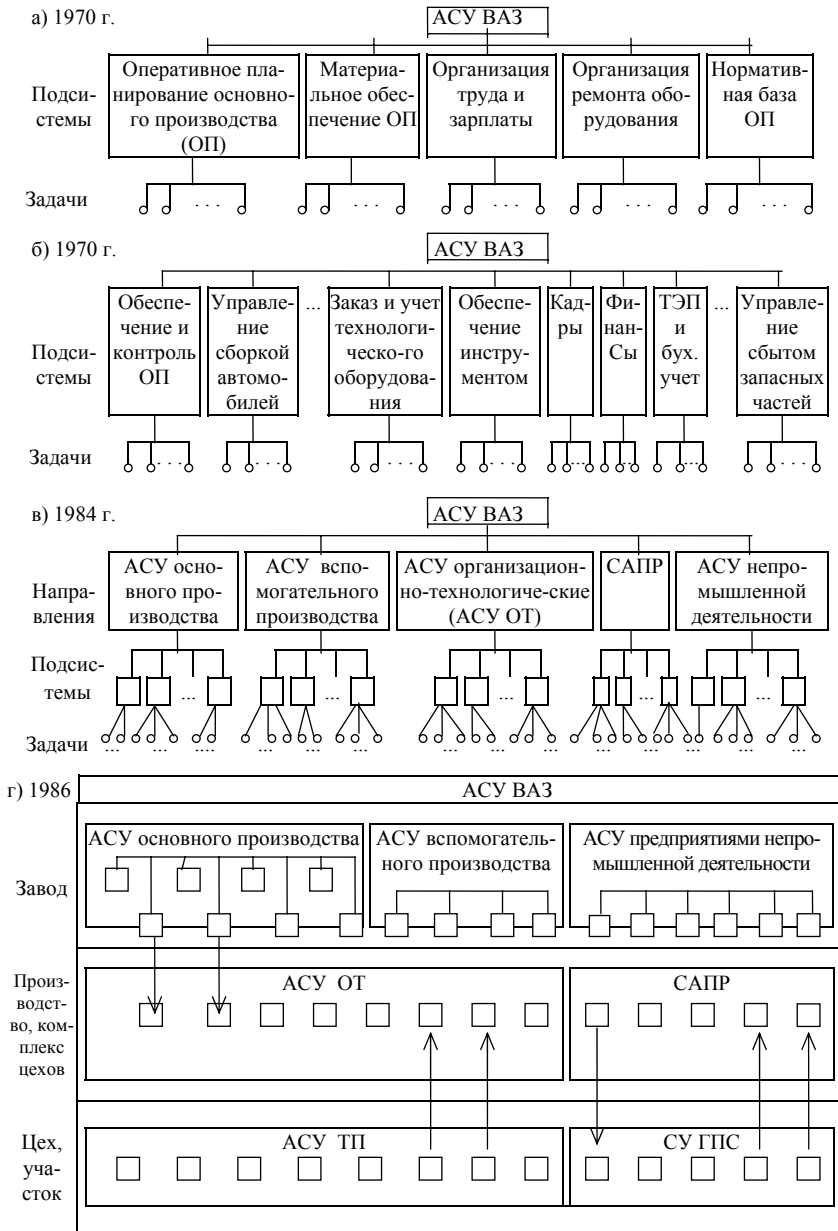 а) 1970 г.
АСУ ВАЗ
Подси-
стемы
Оперативное пла-
нирование основно-
го производства
(ОП)
Материа-
льное обес-
печение ОП
Организация
труда и
зарплаты
Организация
ремонта обо-
рудования
Норматив-
ная база
ОП
Задачи
. . .
. . .
. . .
. . .
. . .
б) 1970 г.
АСУ ВАЗ
Подси-
стемы
Обеспе-
чение и
контроль
ОП
Управле-
ние
сборкой
автомо-
билей
...
Заказ и учет
технологи-
ческо-го
оборудова-
ния
Обеспе-
чение
инстру-
ментом
Кад-
ры
Фи-
нан-
Сы
ТЭП
и
бух.
учет
...
Управле-
ние
сбытом
запасных
частей
Задачи
. . .
. . .
. . .
. . .
...
...
...
. . .
в) 1984 г.
АСУ ВАЗ
Направ-
ления
АСУ осн-
вного про-
изводства
АСУ вспо-
могательного
производства
АСУ организацион-
но-технологиче-ские
(АСУ ОТ)
САПР
АСУ непро-
мышленной
деятельности
Подсис-
темы
...
...
...
...
...
Задачи
... ... ....
... ... ...
... ... ...
... ...
... ... ...
г) 1986
АСУ ВАЗ
Завод
АСУ основного производства
АСУ вспомогатель-
ного производства
АСУ предприятиями непро-
мышленной деятельности
Произ-
водст-
во, ком-
плекс
цехов
АСУ ОТ
САПР
Цех,
уча-
сток
АСУ ТП
СУ ГПС